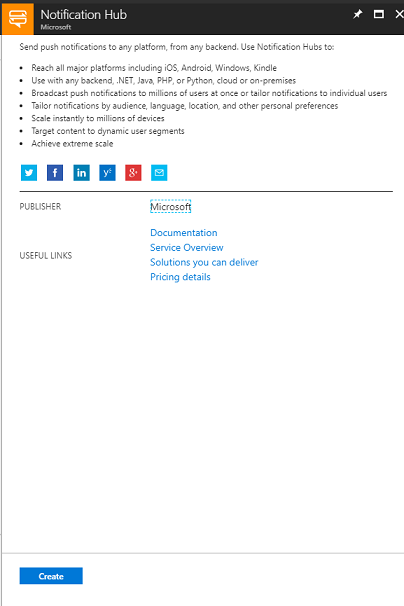 Notification Hub
Microsoft
Send push notifications to any platform, from any backend. Use Notification Hubs to:
• Reach all major platforms including iOS, Android, Windows, Kindle
• Use with any backend, .NET, Java, PHP, or Python, cloud or on-premises
• Broadcast push notifications to millions of users at once or tailor notifications to individual users
• Tailor notifications by audience, language, location, and other personal preferences
• Scale instantly to millions of devices
• Target content to dynamic user segments
• Achieve extreme scale
PUBLISHER
Microsoft
USEFUL LINKS
Documentation
Service Overview
Solutions you can deliver
Pricing details
Create